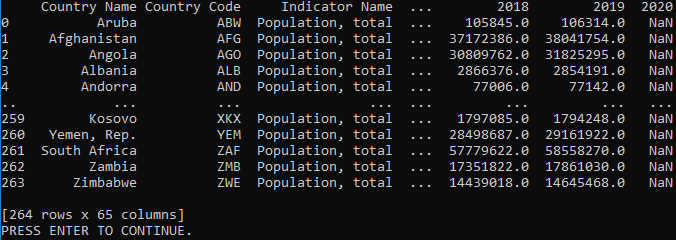 Country Name Country Code     Indicator Name  ...        2018        2019  2020
0           Aruba          ABW  Population, total  ...    105845.0    106314.0   NaN
1     Afghanistan          AFG  Population, total  ...  37172386.0  38041754.0   NaN
2          Angola          AGO  Population, total  ...  30809762.0  31825295.0   NaN
3         Albania          ALB  Population, total  ...   2866376.0   2854191.0   NaN
4         Andorra          AND  Population, total  ...     77006.0     77142.0   NaN
..            ...          ...                ...  ...         ...         ...   ...
259        Kosovo          XKX  Population, total  ...   1797085.0   1794248.0   NaN
260   Yemen, Rep.          YEM  Population, total  ...  28498687.0  29161922.0   NaN
261  South Africa          ZAF  Population, total  ...  57779622.0  58558270.0   NaN
262        Zambia          ZMB  Population, total  ...  17351822.0  17861030.0   NaN
263      Zimbabwe          ZWE  Population, total  ...  14439018.0  14645468.0   NaN
[264 rows x 65 columns]
PRESS ENTER TO CONTINUE.